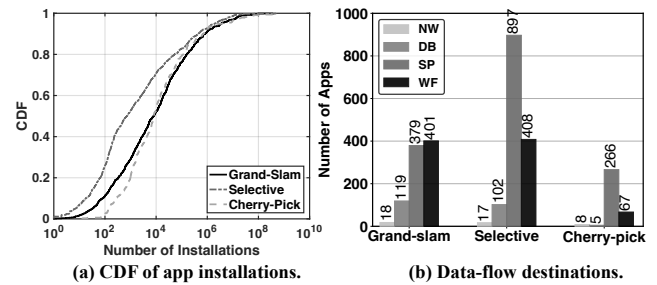 1
0.8
0.6
0.4
0.2
0
CDF
10^0 10^2 10^4 10^6 10^8 10^10
Number of Installations
Grand-Slam
Selective
Cherry-Pick
(a) CDF of app installations.
1000
800
600
400
200
0
Number of Apps
NW
DB
SP
WF
18 119 379 401
17 102 897 408
8 5 266 67
Grand-slam Selective Cherry-pick
(b) Data-flow destinations.